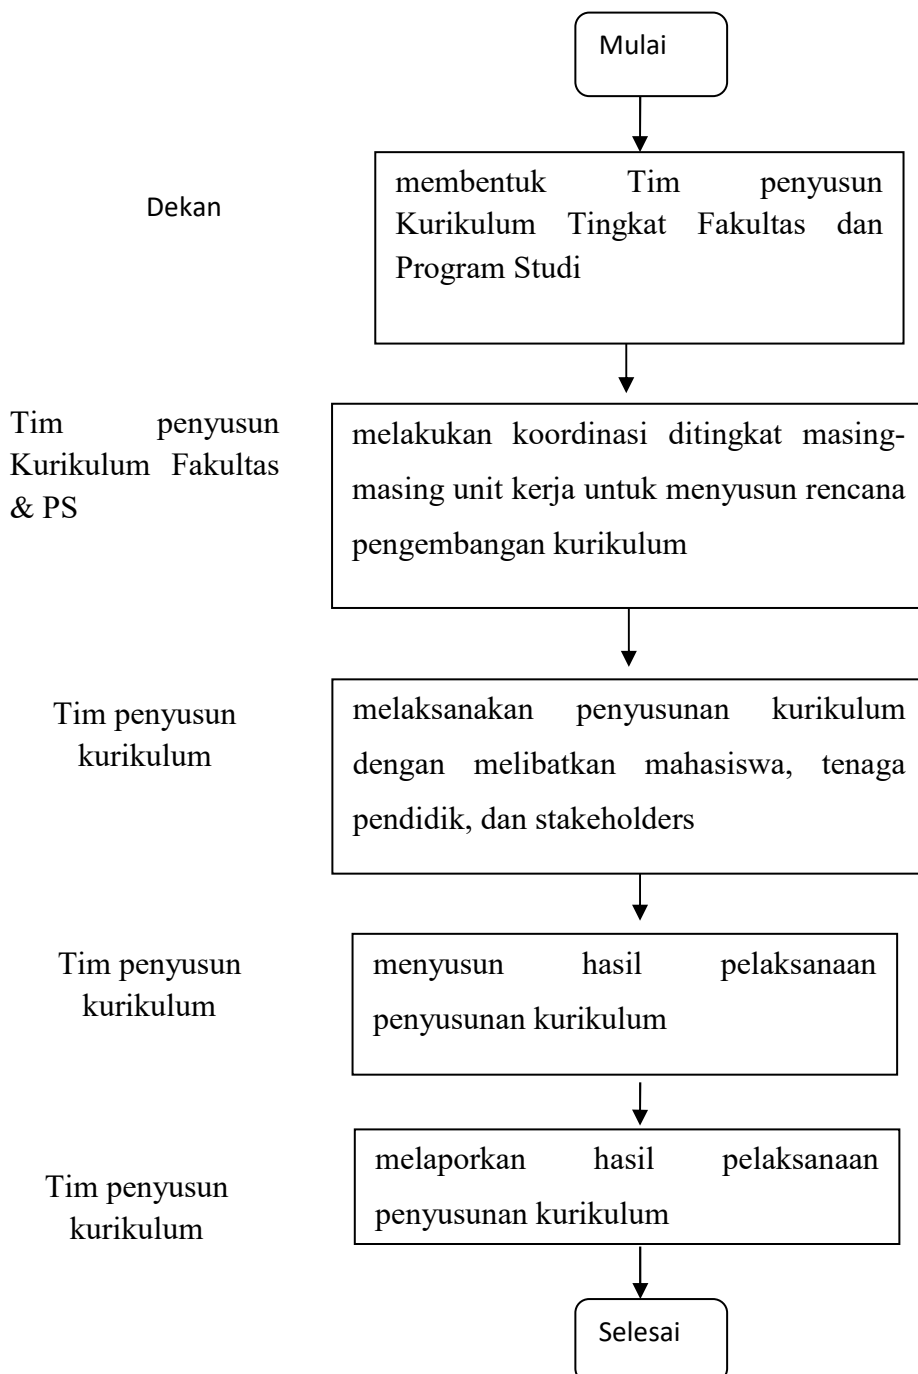 Mulai
Dekan
membentuk Tim penyusun
Kurikulum Tingkat Fakultas dan
Program Studi
Tim penyusun
Kurikulum Fakultas
& PS
melakukan koordinasi ditingkat masing-
masing unit kerja untuk menyusun rencana
pengembangan kurikulum
Tim penyusun
kurikulum
melaksanakan penyusunan kurikulum
dengan melibatkan mahasiswa, tenaga
pendidik, dan stakeholders
Tim penyusun
kurikulum
menyusun hasil pelaksanaan
penyusunan kurikulum
Tim penyusun
kurikulum
melaporkan hasil pelaksanaan
penyusunan kurikulum
Selesai